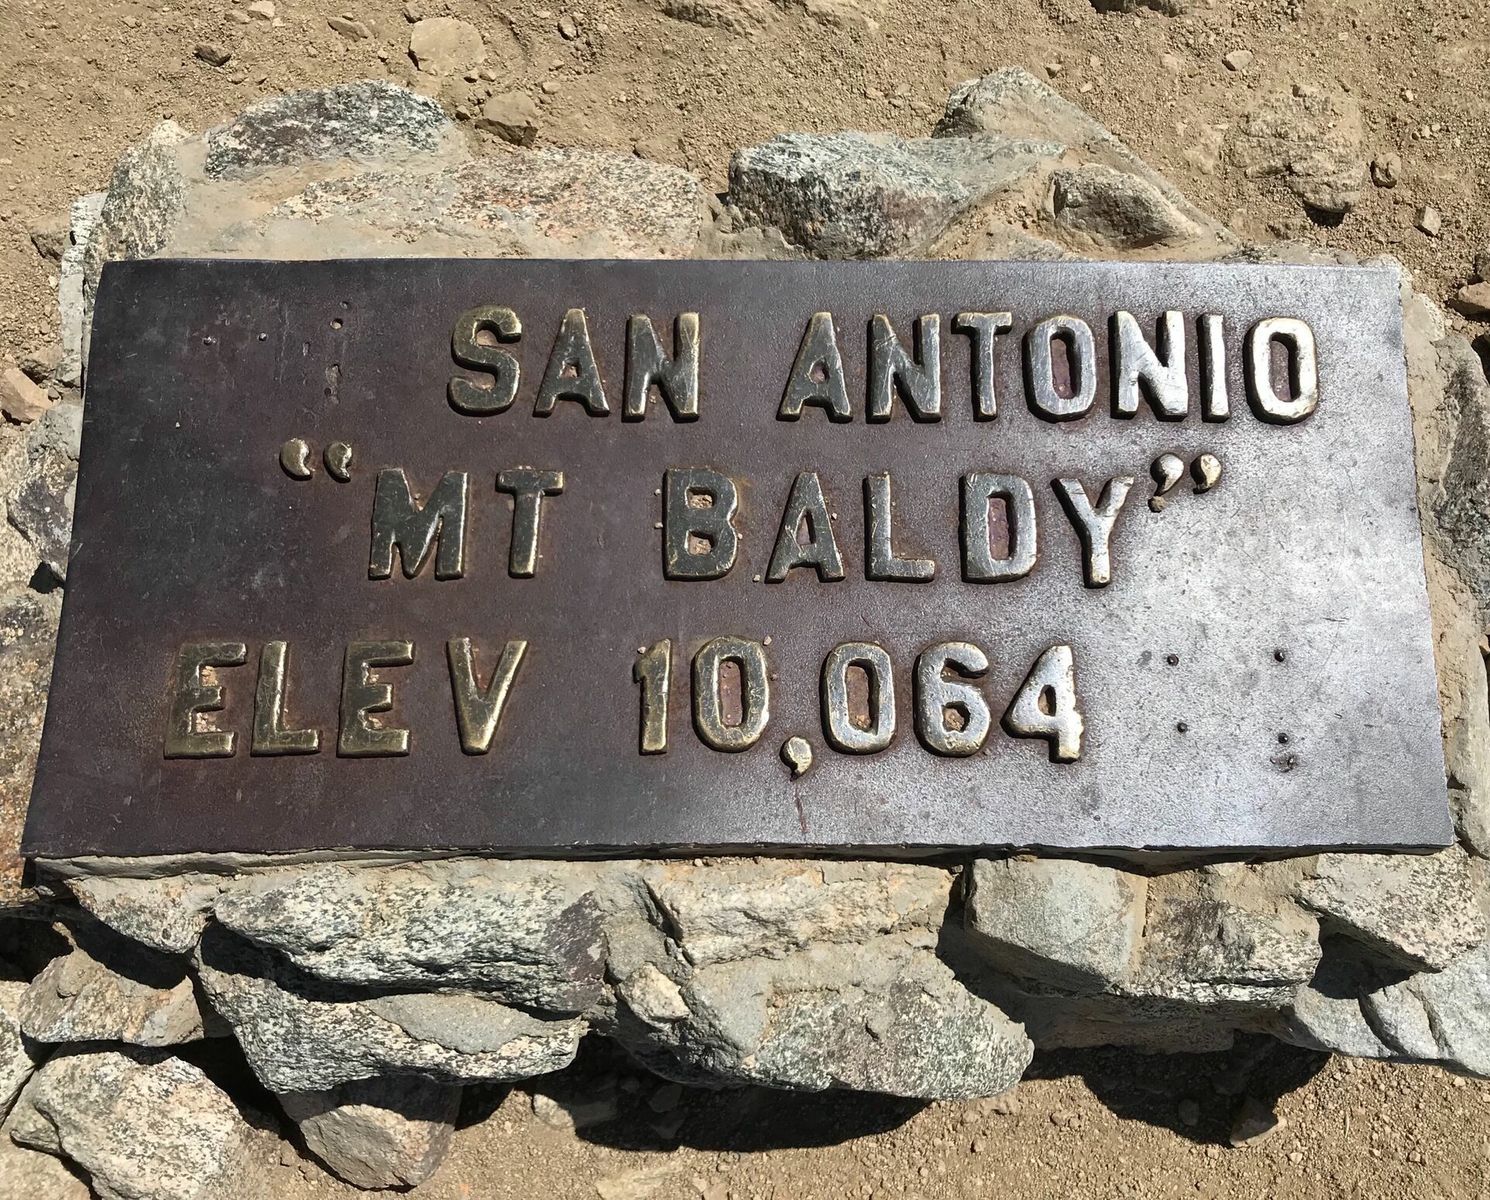 SAN ANTONIO
“MT BALDY”
ELEV 10,064